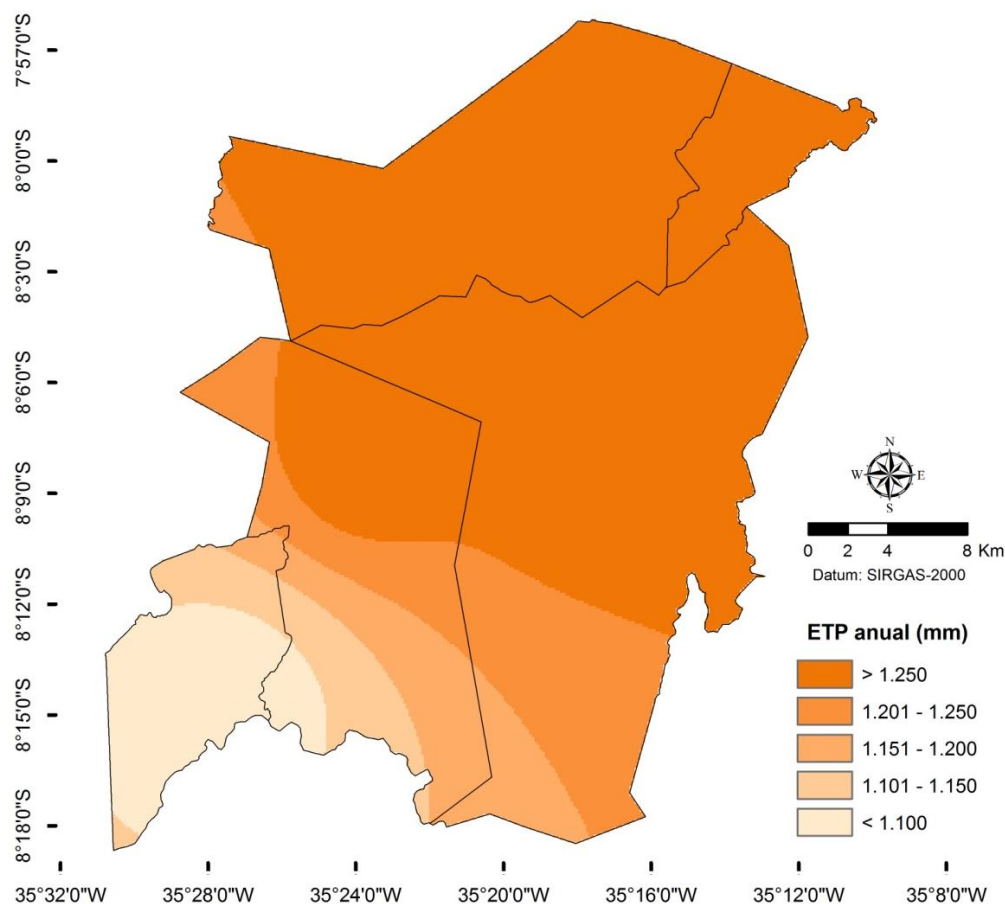 7°57'0"S
8°0'0"S
8°3'0"S
8°6'0"S
8°9'0"S
8°12'0"S
8°15'0"S
8°18'0"S
N
W E
S
0 2 4 8 Km
Datum: SIRGAS-2000
ETP anual (mm)
> 1.250
1.201 - 1.250
1.151 - 1.200
1.101 - 1.150
< 1.100
35°32'0"W 35°28'0"W 35°24'0"W 35°20'0"W 35°16'0"W 35°12'0"W 35°8'0"W